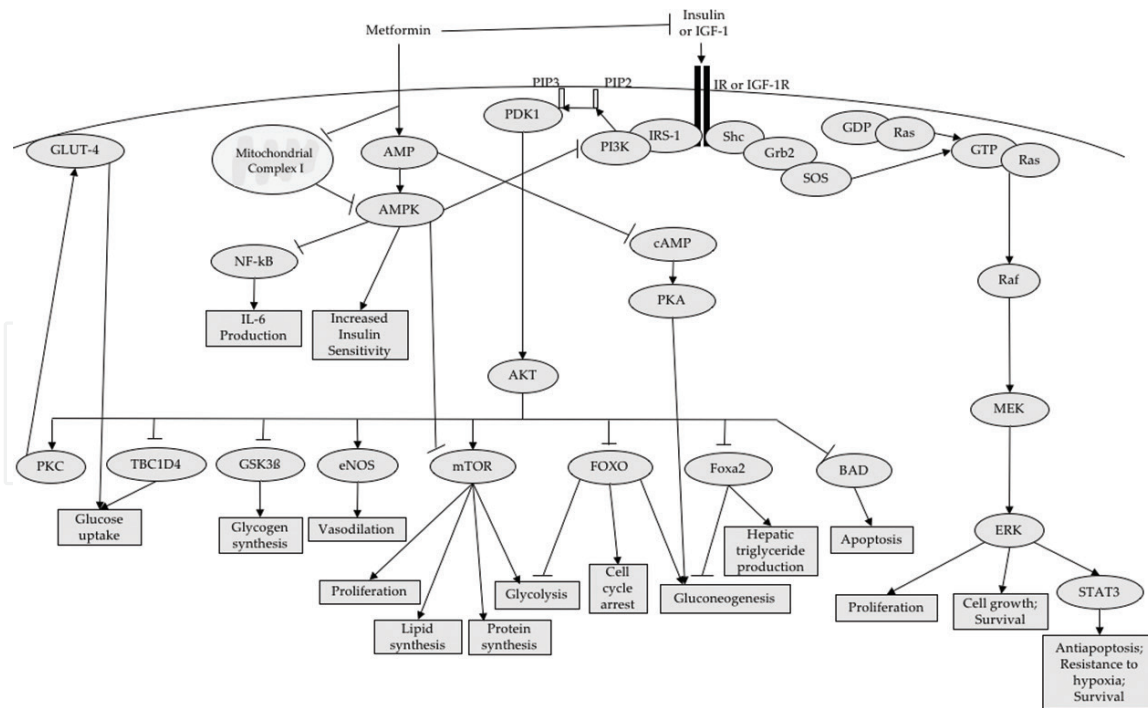 Insulin
or IGF-1
Metformin
PIP3
PIP2
IR or IGF-1R
PDK1
GLUT-4
Mitochondrial
Complex I
AMP
PI3K
IRS-1
Shc
Grb2
SOS
GDP
Ras
GTP
Ras
AMPK
cAMP
NF-kB
PKA
Raf
IL-6
Production
Increased
Insulin
Sensitivity
AKT
MEK
PKC
TBC1D4
GSK3ß
eNOS
mTOR
FOXO
Foxa2
BAD
Glucose
uptake
Glycogen
synthesis
Vasodilation
Hepatic
triglyceride
production
Apoptosis
ERK
Proliferation
Glycolysis
Cell
cycle
arrest
Gluconeogenesis
Lipid
synthesis
Protein
synthesis
Proliferation
Cell growth;
Survival
STAT3
Antiapoptosis;
Resistance to
hypoxia;
Survival